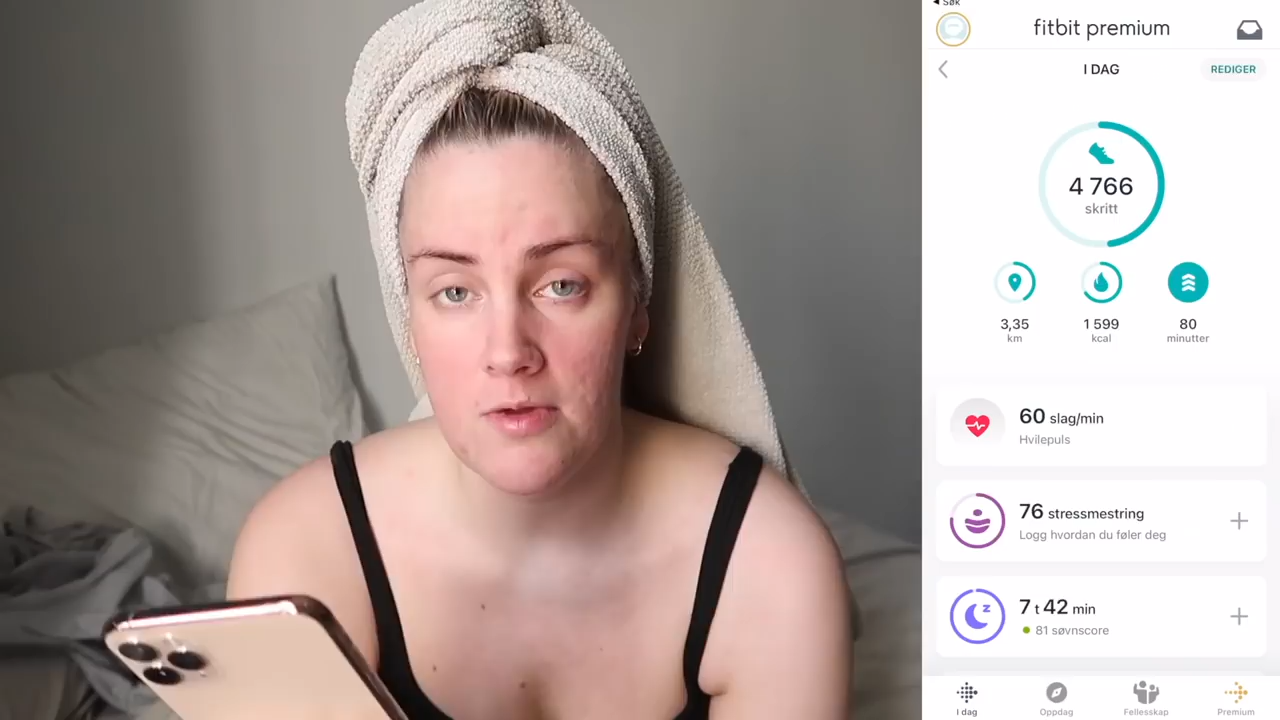 Søk
fitbit premium
I DAG
REDIGER
4 766
skritt
3,35
km
1 599
kcal
80
minutter
60 slag/min
Hvilepuls
76 stressmestring
Logg hvordan du føler deg
7 t 42 min
81 søvnscore
I dag
Oppdag
Fellesskap
Premium